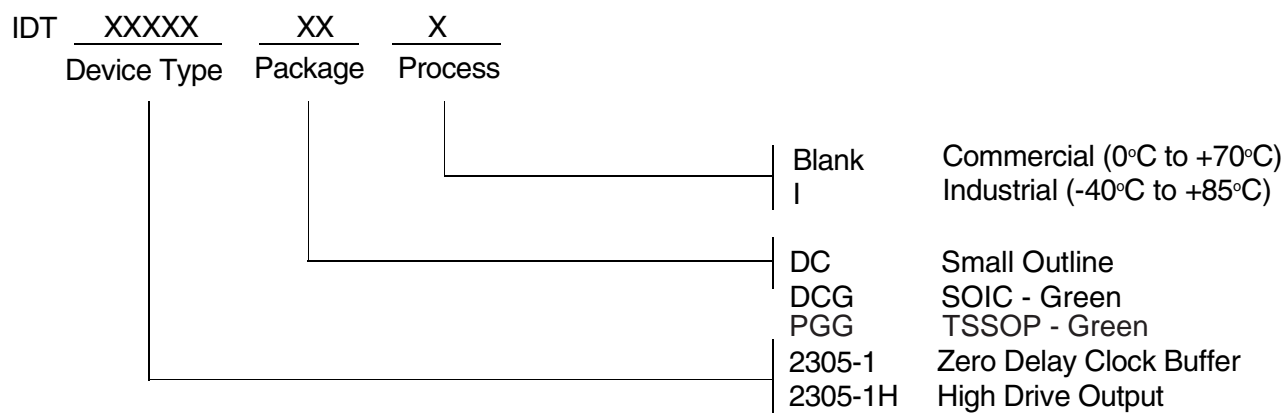 IDT XXXXX XX X
Device Type Package Process
Blank Commercial (0°C to +70°C)
I Industrial (-40°C to +85°C)
DC Small Outline
DCG SOIC - Green
PGG TSSOP - Green
2305-1 Zero Delay Clock Buffer
2305-1H High Drive Output